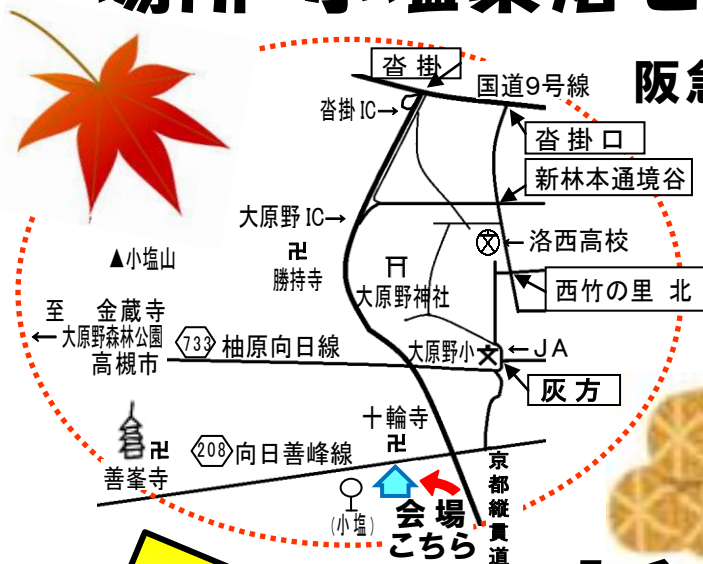 沓掛
国道9号線
阪急
沓掛IC→
沓掛口
新林本通境谷
大原野IC→
卍
勝持寺
▲小塩山
大原野神社
文
←洛西高校
西竹の里 北
至 金蔵寺
←大原野森林公園
高槻市
733 柚原向日線
大原野小
文
←JA
灰方
十輪寺
卍
卍
善峯寺
208 向日善峰線
(小塩)
会場
こちら
京都縦貫道